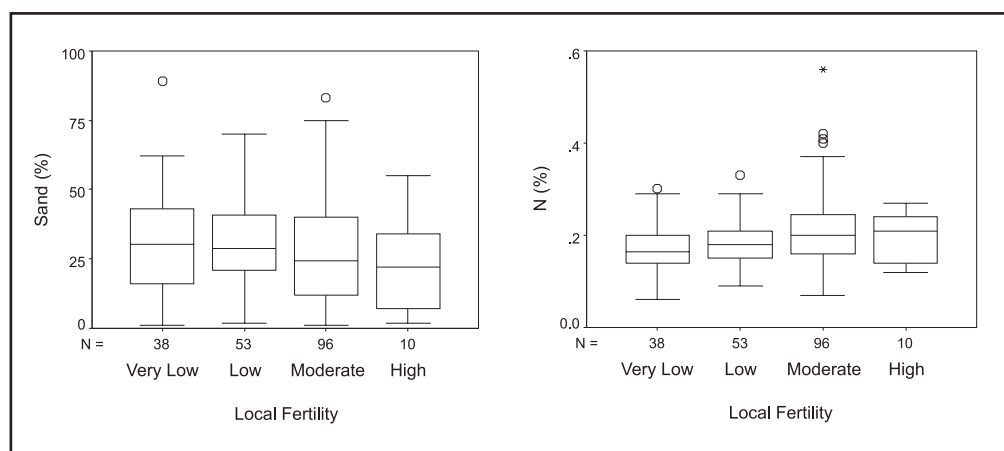 100
75
50
25
0
Sand (%)
N = 38 53 96 10
Very Low Low Moderate High
Local Fertility
.6
.4
.2
0.0
N (%)
N = 38 53 96 10
Very Low Low Moderate High
Local Fertility